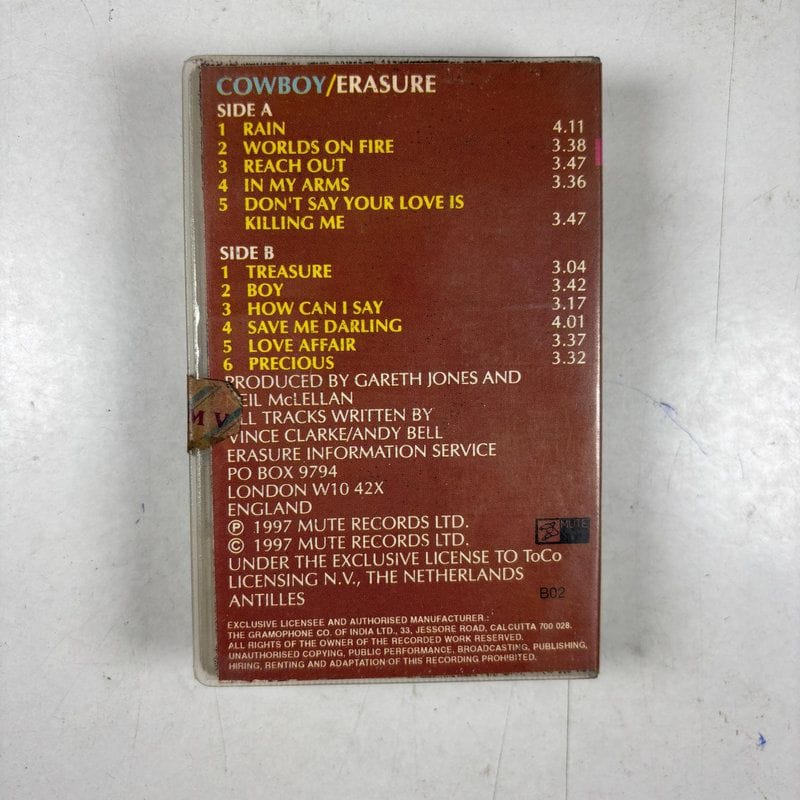 COWBOY/ERASURE
SIDE A
1 RAIN 4.11
2 WORLDS ON FIRE 3.38
3 REACH OUT 3.47
4 IN MY ARMS 3.36
5 DON'T SAY YOUR LOVE IS
KILLING ME 3.47
SIDE B
1 TREASURE 3.04
2 BOY 3.42
3 HOW CAN I SAY 3.17
4 SAVE ME DARLING 4.01
5 LOVE AFFAIR 3.37
6 PRECIOUS 3.32
PRODUCED BY GARETH JONES AND
EIL McLELLAN
LL TRACKS WRITTEN BY
VINCE CLARKE/ANDY BELL
ERASURE INFORMATION SERVICE
PO BOX 9794
LONDON W10 42X
ENGLAND
℗ 1997 MUTE RECORDS LTD.
© 1997 MUTE RECORDS LTD.
UNDER THE EXCLUSIVE LICENSE TO ToCo
LICENSING N.V., THE NETHERLANDS
ANTILLES
MUTE
B02
M V
EXCLUSIVE LICENSEE AND AUTHORISED MANUFACTURER.:
THE GRAMOPHONE CO. OF INDIA LTD., 33, JESSORE ROAD, CALCUTTA 700 028.
ALL RIGHTS OF THE OWNER OF THE RECORDED WORK RESERVED.
UNAUTHORISED COPYING, PUBLIC PERFORMANCE, BROADCASTING, PUBLISHING,
HIRING, RENTING AND ADAPTATION OF THIS RECORDING PROHIBITED.